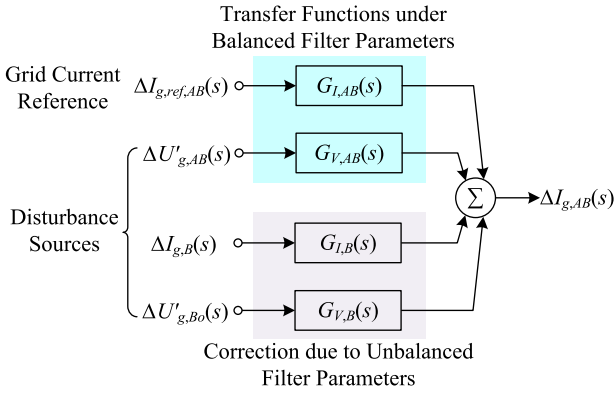 Transfer Functions under
Balanced Filter Parameters
Grid Current
Reference
ΔI_{g,ref,AB}(s)
G_{I,AB}(s)
ΔU'_{g,AB}(s)
G_{V,AB}(s)
Disturbance
Sources
Σ
ΔI_{g,AB}(s)
ΔI_{g,B}(s)
G_{I,B}(s)
ΔU'_{g,Bo}(s)
G_{V,B}(s)
Correction due to Unbalanced
Filter Parameters